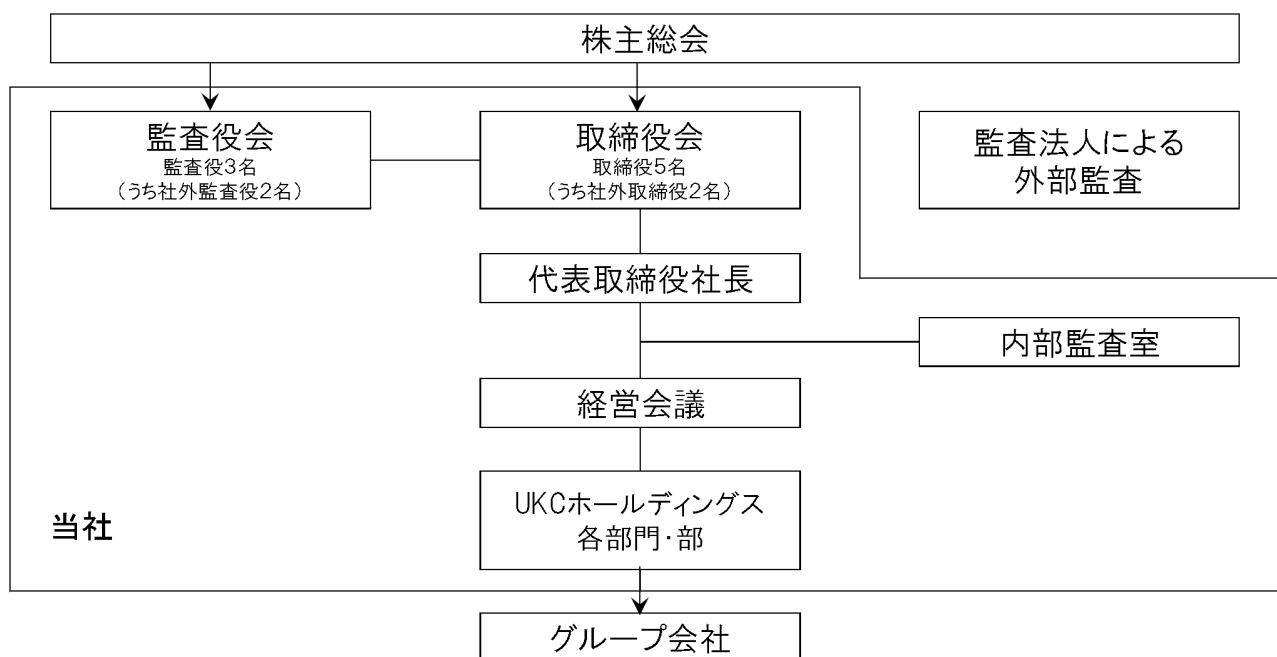 株主総会
監査役会
監査役3名
(うち社外監査役2名)
取締役会
取締役5名
(うち社外取締役2名)
監査法人による
外部監査
代表取締役社長
内部監査室
経営会議
UKCホールディングス
各部門・部
当社
グループ会社